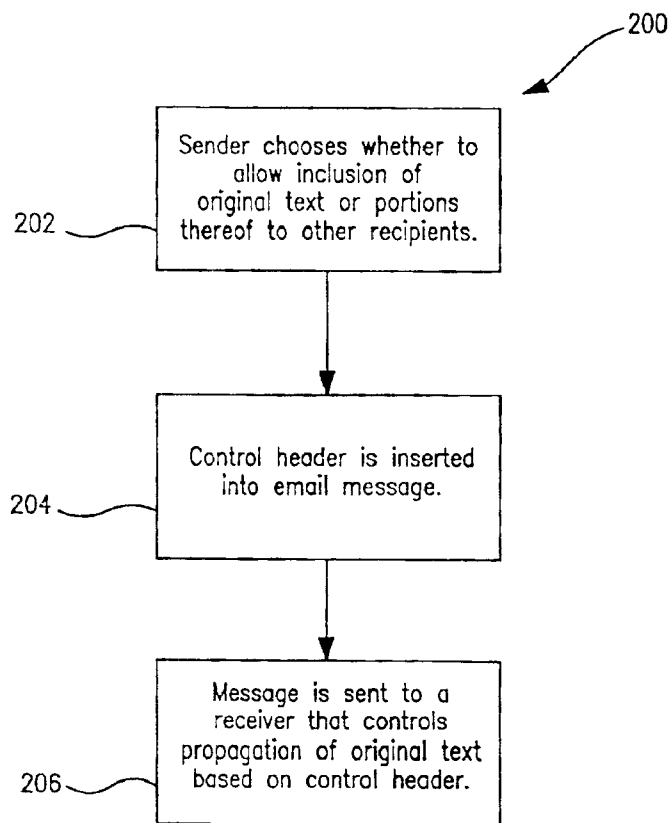 200
Sender chooses whether to
allow inclusion of
original text or portions
thereof to other recipients.
202
Control header is inserted
into email message.
204
Message is sent to a
receiver that controls
propagation of original text
based on control header.
206